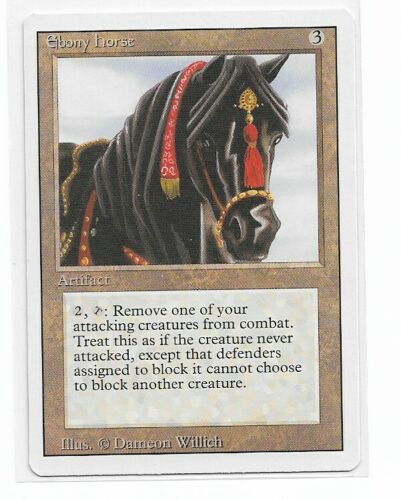 Ebony Horse 3
Artifact
2, : Remove one of your
attacking creatures from combat.
Treat this as if the creature never
attacked, except that defenders
assigned to block it cannot choose
to block another creature.
Illus. © Dameon Willich